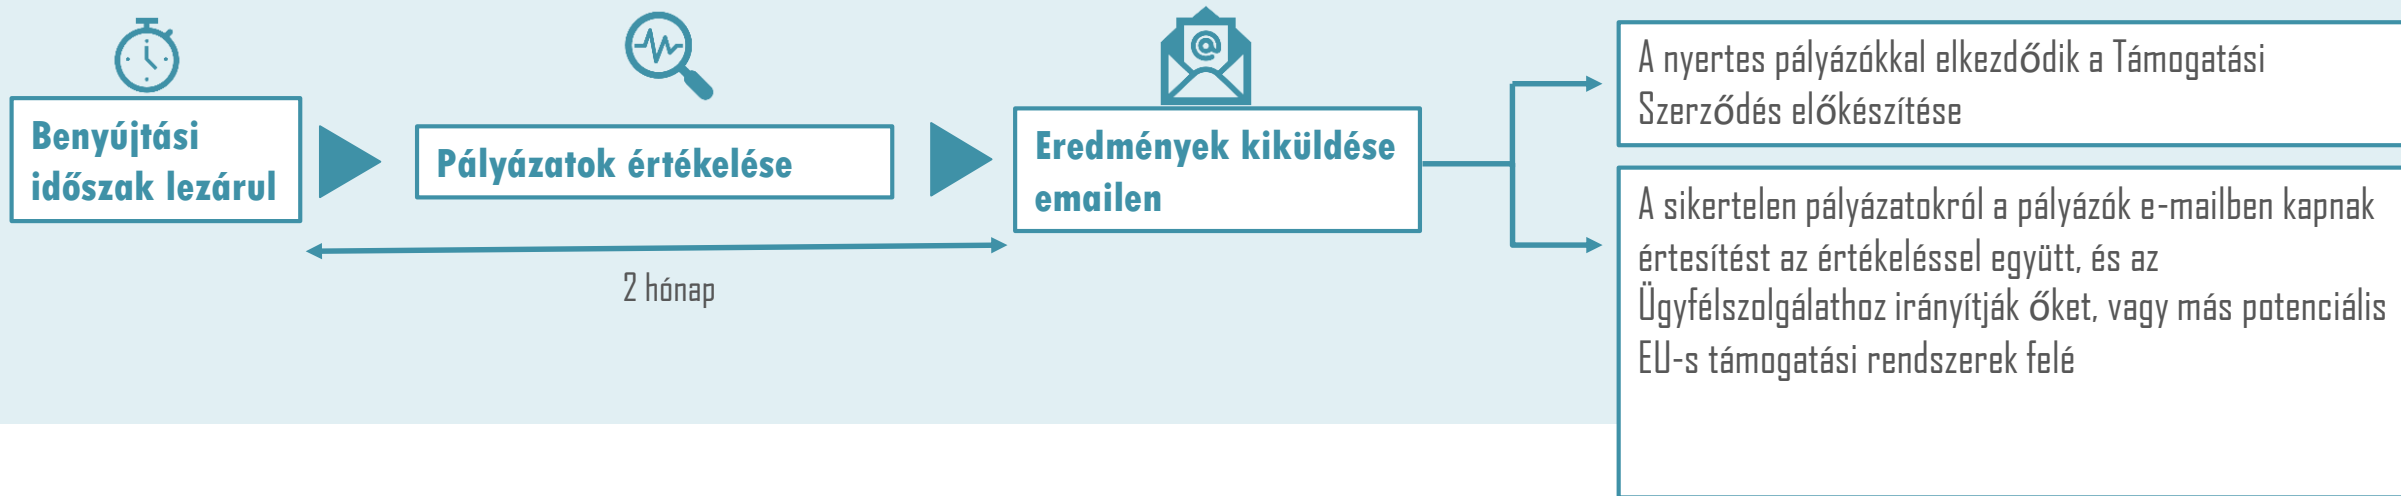 Benyújtási
időszak lezárul
Pályázatok értékelése
Eredmények kiküldése
emailen
2 hónap
A nyertes pályázókkal elkezdődik a Támogatási
Szerződés előkészítése
A sikertelen pályázatokról a pályázók e-mailben kapnak
értesítést az értékeléssel együtt, és az
Ügyfélszolgálathoz irányítják őket, vagy más potenciális
EU-s támogatási rendszerek felé